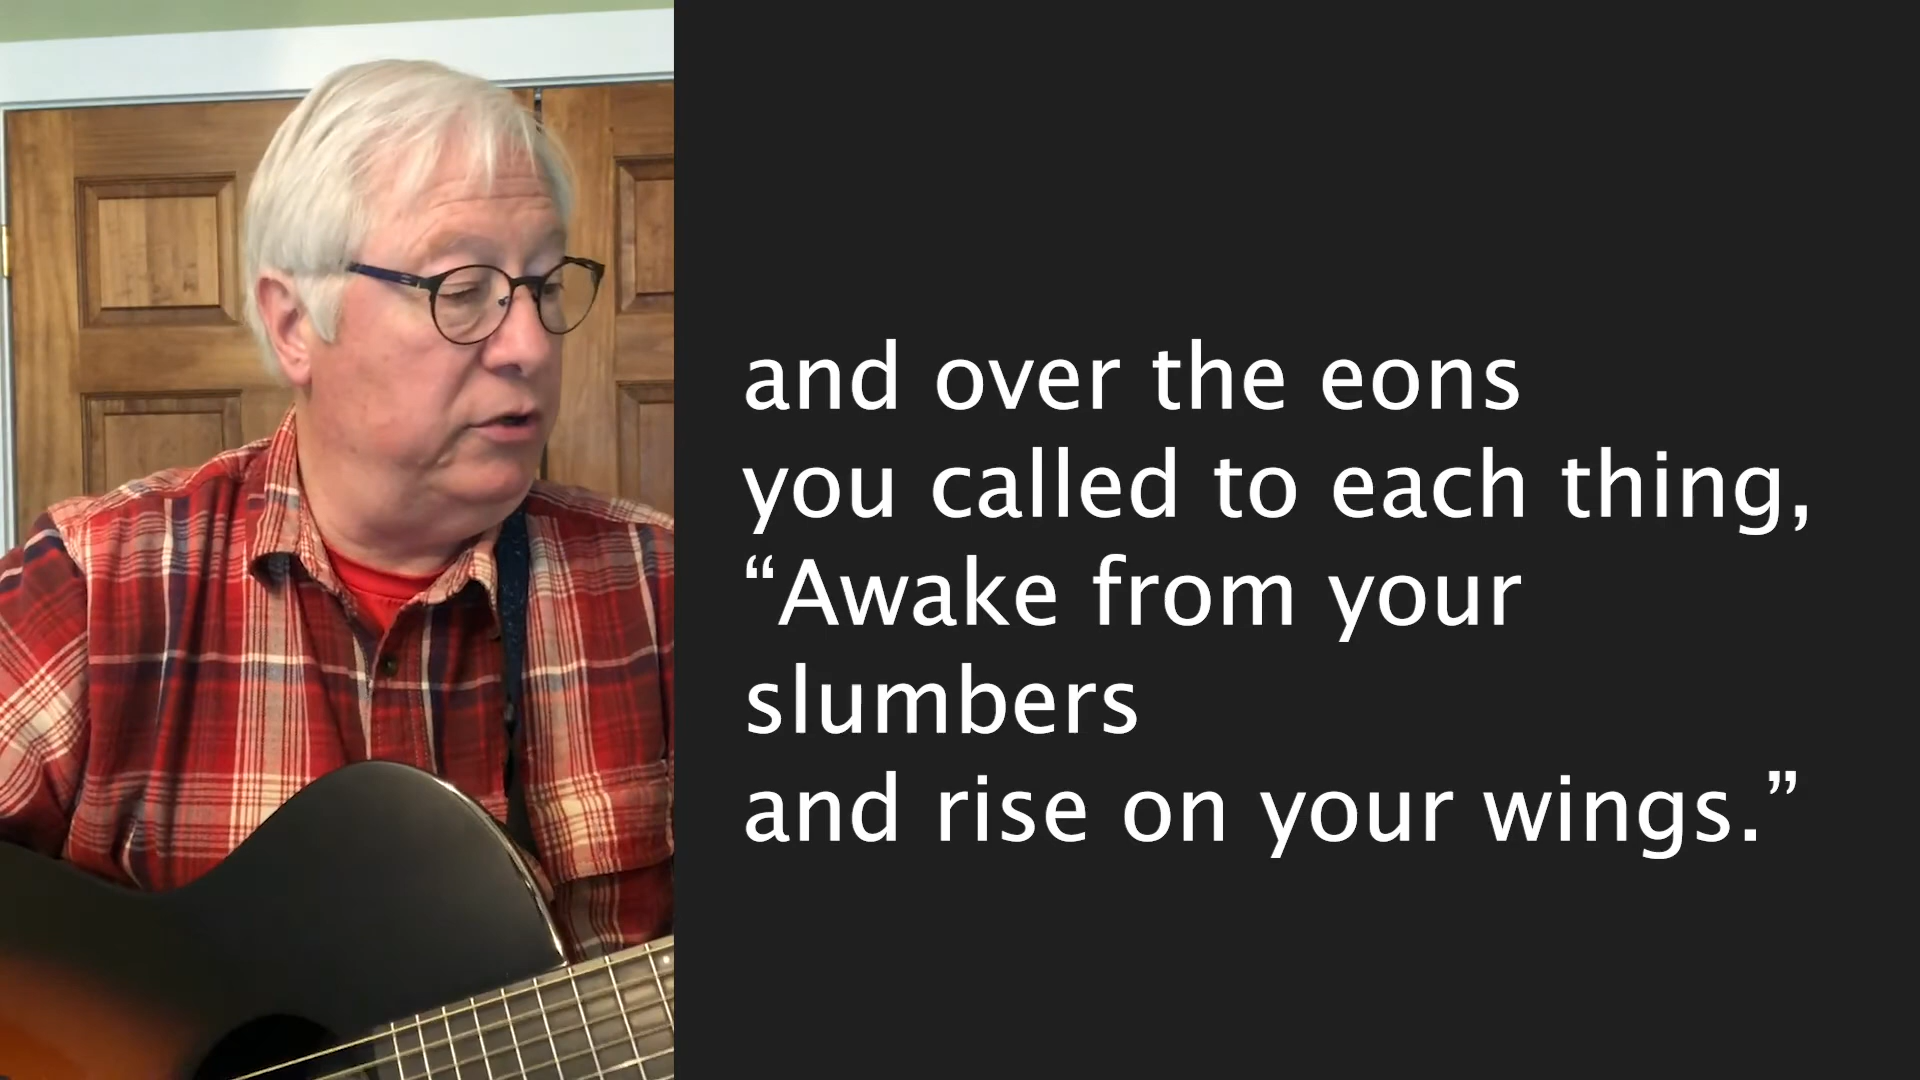 and over the eons
you called to each thing,
“Awake from your
slumbers
and rise on your wings.”